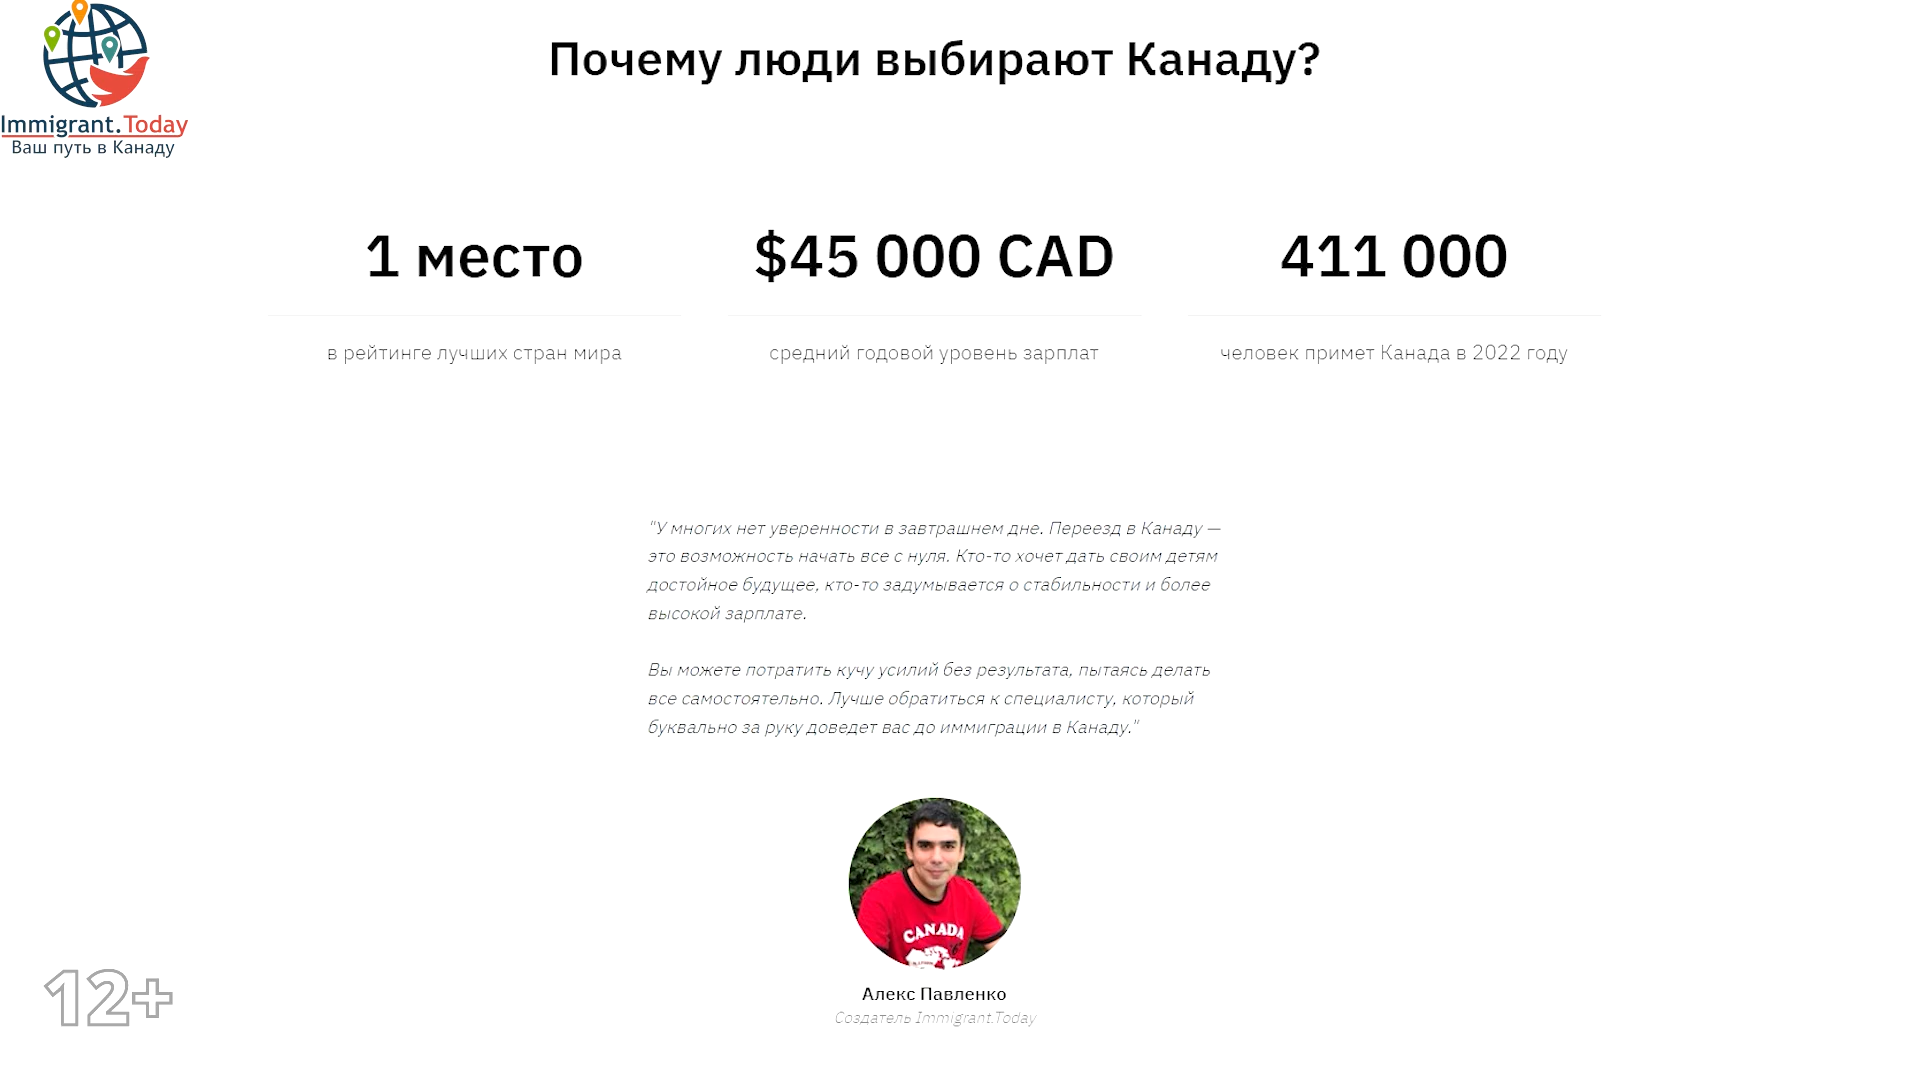 Почему люди выбирают Канаду?
Immigrant.Today
Ваш путь в Канаду
1 место
$45 000 CAD
411 000
в рейтинге лучших стран мира
средний годовой уровень зарплат
человек примет Канада в 2022 году
"У многих нет уверенности в завтрашнем дне. Переезд в Канаду —
это возможность начать все с нуля. Кто-то хочет дать своим детям
достойное будущее, кто-то задумывается о стабильности и более
высокой зарплате.
Вы можете потратить кучу усилий без результата, пытаясь делать
все самостоятельно. Лучше обратиться к специалисту, который
буквально за руку доведет вас до иммиграции в Канаду."
CANADA
Алекс Павленко
Создатель Immigrant.Today
12+